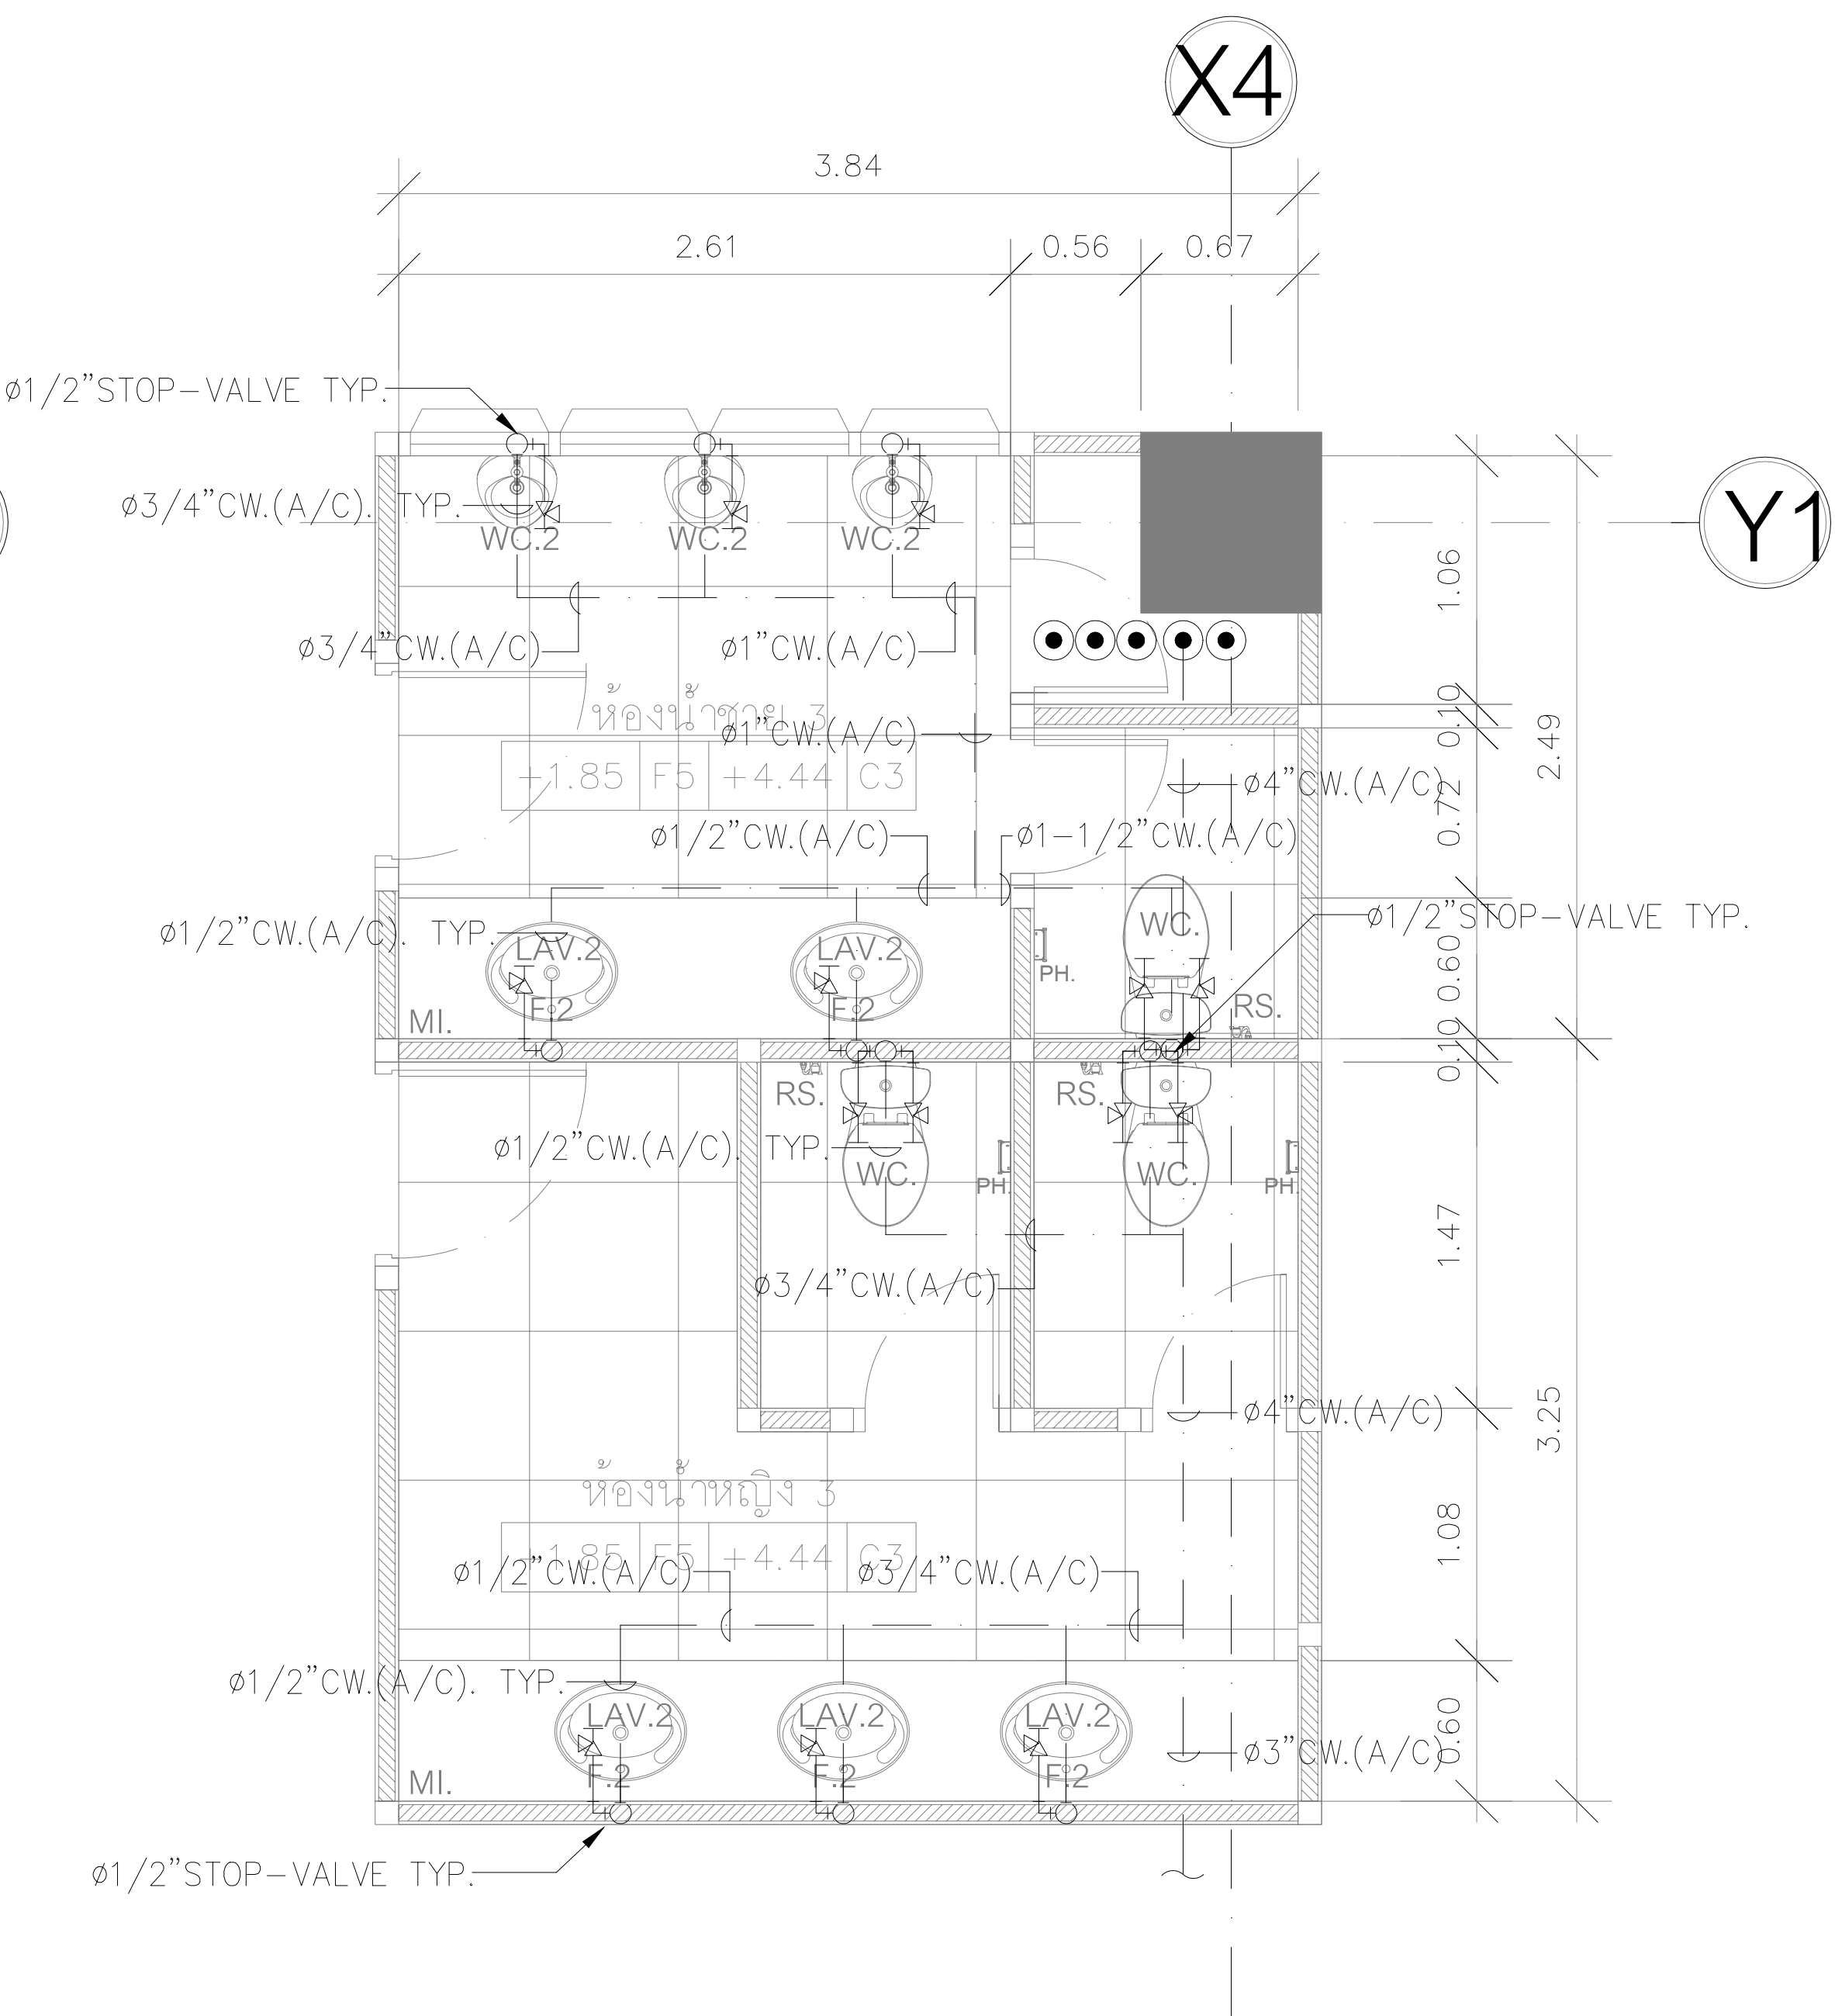 X4
3.84
2.61 0.56 0.67
ø1/2"STOP-VALVE TYP.
ø3/4"CW.(A/C). TYP.
WC.2 WC.2 WC.2
Y1
1.06
ø3/4"CW.(A/C) ø1"CW.(A/C)
ห้องน้ำชาย 3
ø1"CW.(A/C)
0.10
2.49
+1.85 F5 +4.44 C3
ø4"CW.(A/C)
0.72
ø1/2"CW.(A/C) ø1-1/2"CW.(A/C)
ø1/2"CW.(A/C). TYP.
WC.
ø1/2"STOP-VALVE TYP.
LAV.2 LAV.2
PH.
0.60
F.2 F.2
RS.
MI.
0.10
RS. RS.
ø1/2"CW.(A/C). TYP.
WC. WC.
PH. PH.
1.47
ø3/4"CW.(A/C)
ø4"CW.(A/C)
3.25
ห้องน้ำหญิง 3
+1.85 F5 +4.44 C3
1.08
ø1/2"CW.(A/C) ø3/4"CW.(A/C)
ø1/2"CW.(A/C). TYP.
LAV.2 LAV.2 LAV.2
0.60
ø3"CW.(A/C)
F.2 F.2 F.2
MI.
ø1/2"STOP-VALVE TYP.